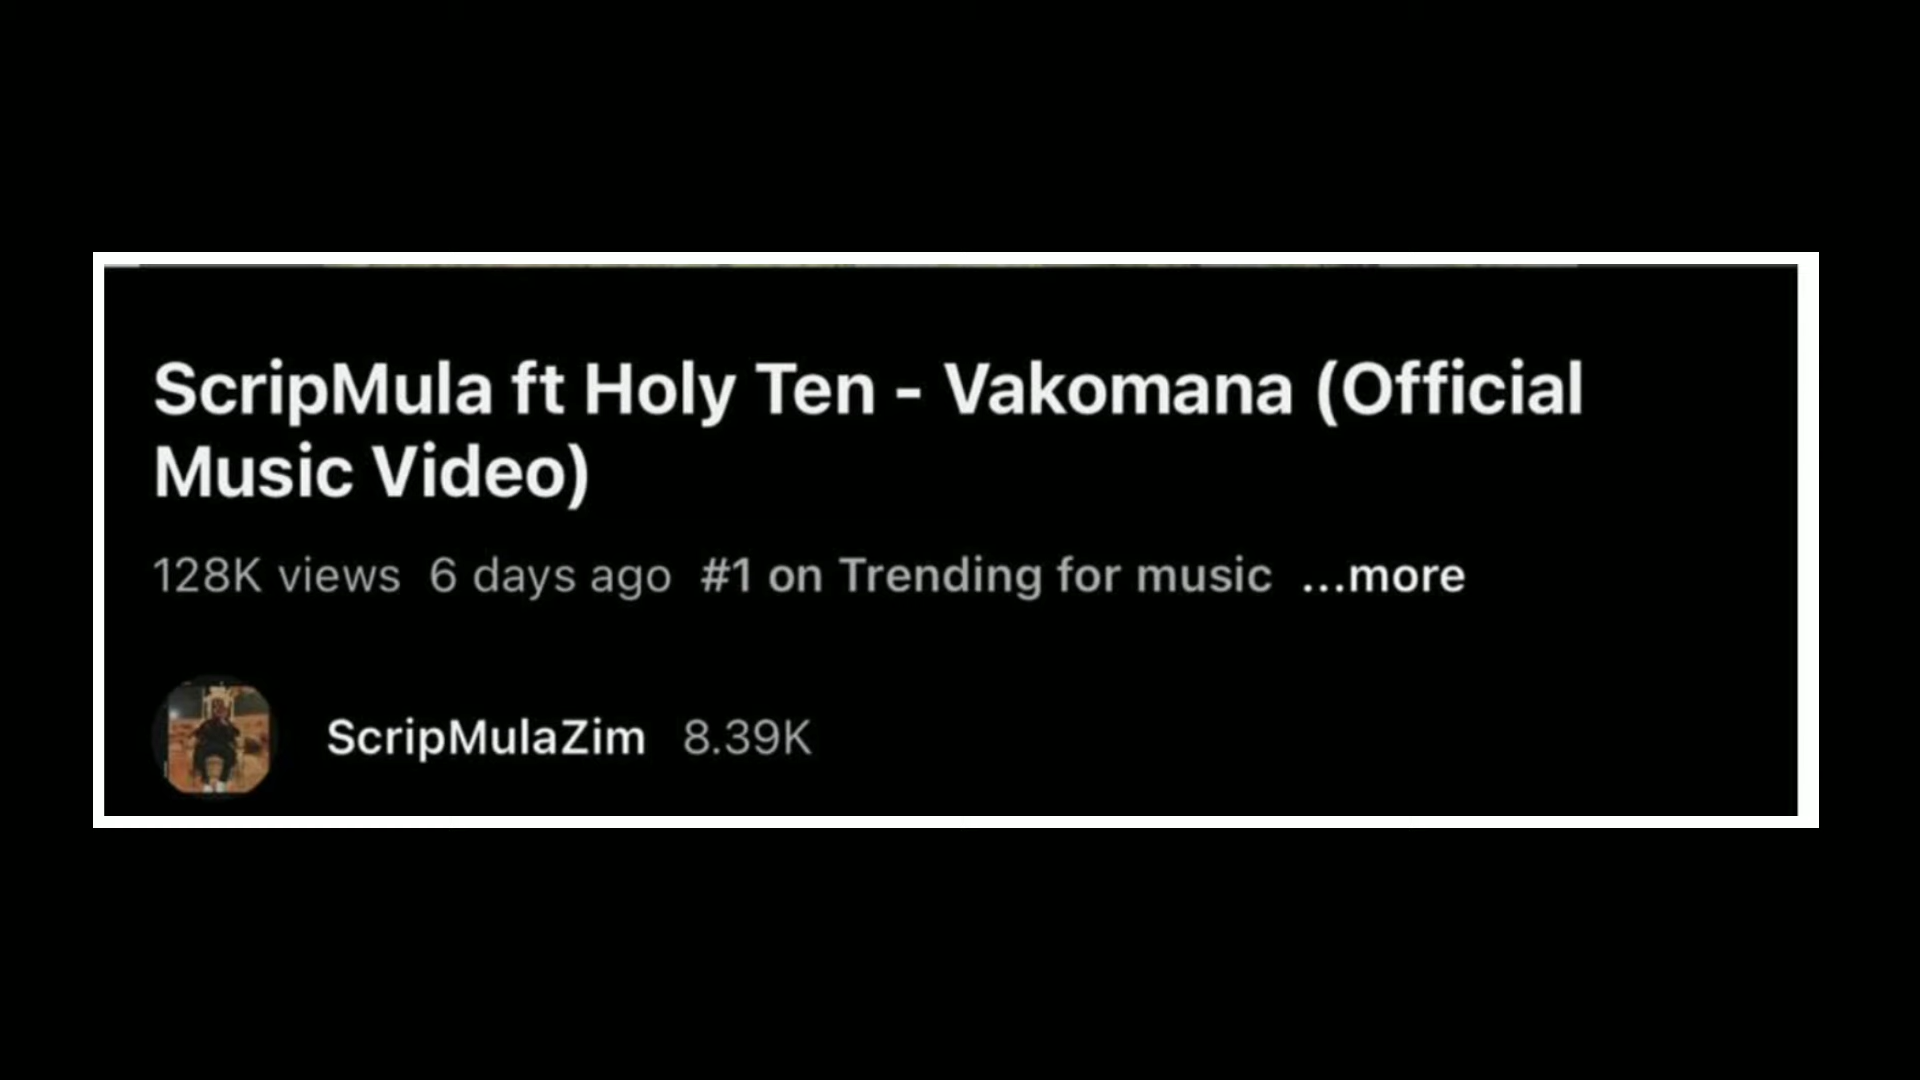 ScripMula ft Holy Ten - Vakomana (Official
Music Video)
128K views 6 days ago #1 on Trending for music ...more
ScripMulaZim 8.39K